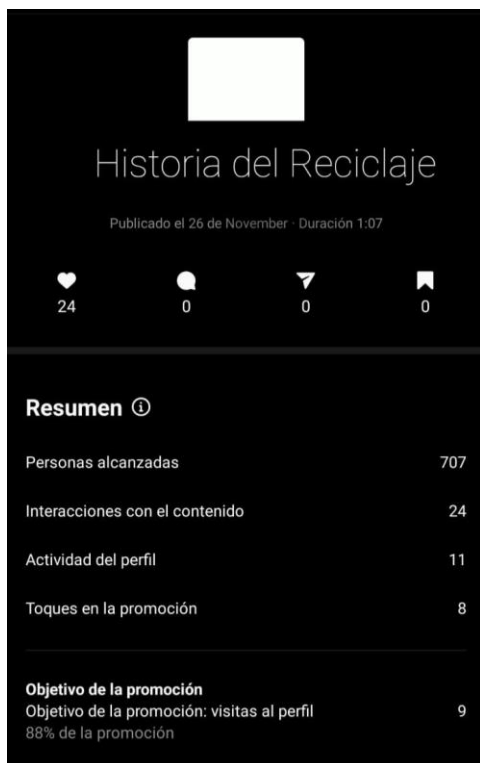 Historia del Reciclaje
Publicado el 26 de November · Duración 1:07
24 0 0 0
Resumen
Personas alcanzadas 707
Interacciones con el contenido 24
Actividad del perfil 11
Toques en la promoción 8
Objetivo de la promoción
Objetivo de la promoción: visitas al perfil 9
88% de la promoción